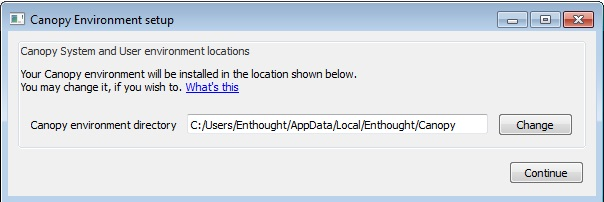 Canopy Environment setup
Canopy System and User environment locations
Your Canopy environment will be installed in the location shown below.
You may change it, if you wish to. What's this
Canopy environment directory C:/Users/Enthought/AppData/Local/Enthought/Canopy Change
Continue